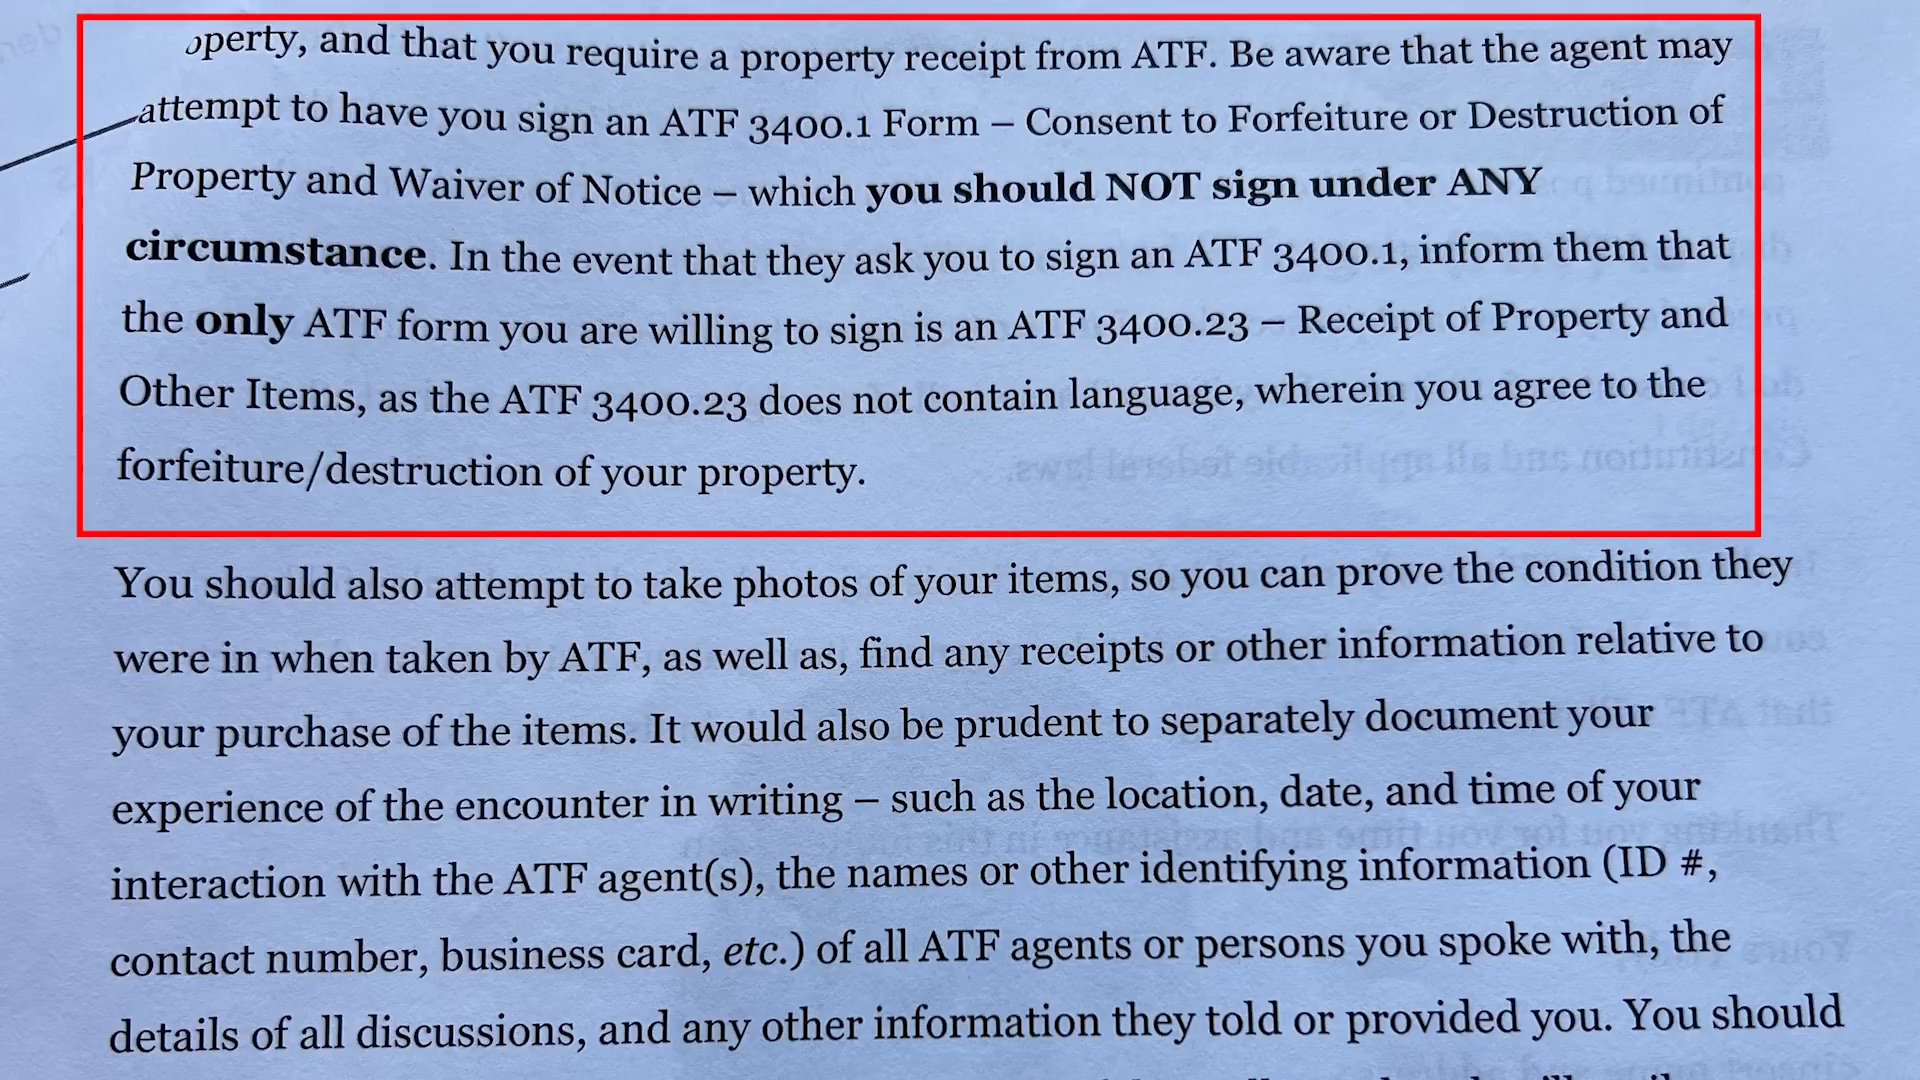 operty, and that you require a property receipt from ATF. Be aware that the agent may
attempt to have you sign an ATF 3400.1 Form – Consent to Forfeiture or Destruction of
Property and Waiver of Notice – which you should NOT sign under ANY
circumstance. In the event that they ask you to sign an ATF 3400.1, inform them that
the only ATF form you are willing to sign is an ATF 3400.23 – Receipt of Property and
Other Items, as the ATF 3400.23 does not contain language, wherein you agree to the
forfeiture/destruction of your property.
You should also attempt to take photos of your items, so you can prove the condition they
were in when taken by ATF, as well as, find any receipts or other information relative to
your purchase of the items. It would also be prudent to separately document your
experience of the encounter in writing – such as the location, date, and time of your
interaction with the ATF agent(s), the names or other identifying information (ID #,
contact number, business card, etc.) of all ATF agents or persons you spoke with, the
details of all discussions, and any other information they told or provided you. You should